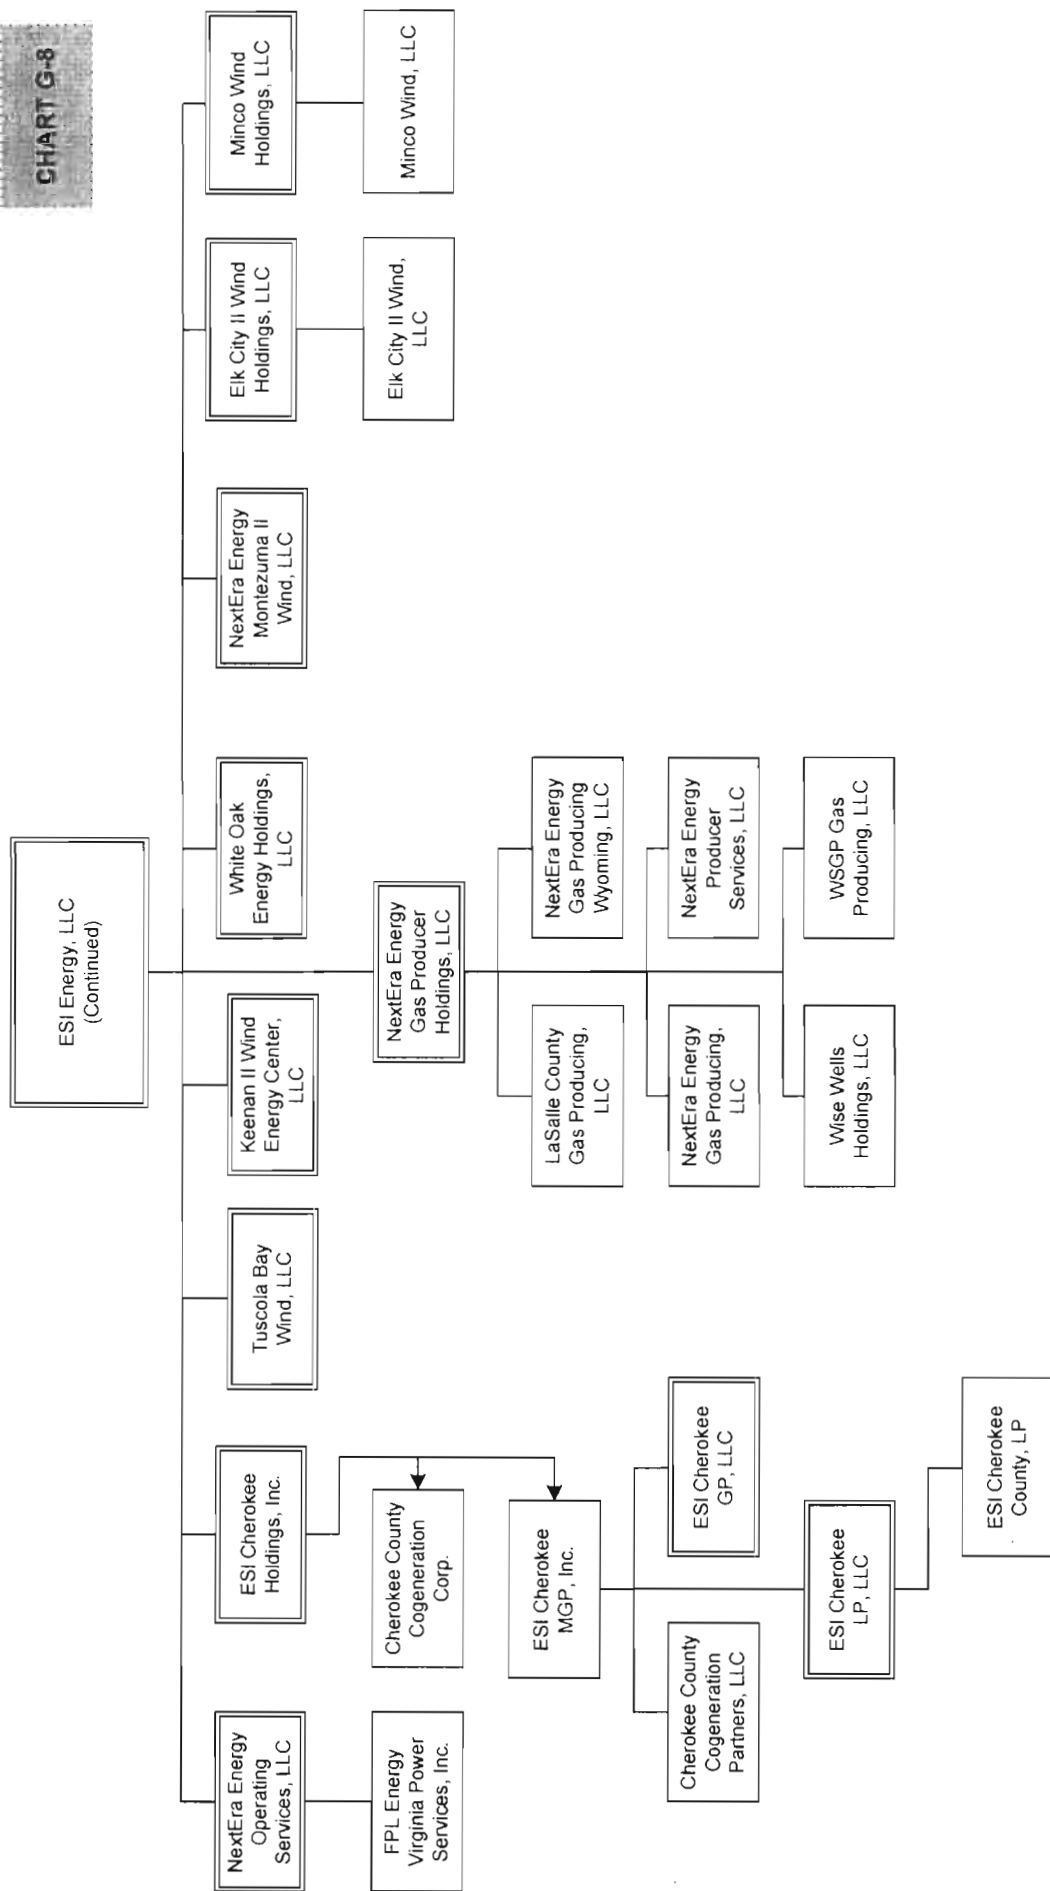 CHART G-8
ESI Energy, LLC
(Continued)
NextEra Energy
Operating
Services, LLC
ESI Cherokee
Holdings, Inc.
Tuscola Bay
Wind, LLC
Keenan II Wind
Energy Center,
LLC
White Oak
Energy Holdings,
LLC
NextEra Energy
Montezuma II
Wind, LLC
Elk City II Wind
Holdings, LLC
Minco Wind
Holdings, LLC
FPL Energy
Virginia Power
Services, Inc.
Cherokee County
Cogeneration
Corp.
NextEra Energy
Gas Producer
Holdings, LLC
Elk City II Wind,
LLC
Minco Wind, LLC
ESI Cherokee
MGP, Inc.
LaSalle County
Gas Producing,
LLC
NextEra Energy
Gas Producing
Wyoming, LLC
Cherokee County
Cogeneration
Partners, LLC
ESI Cherokee
GP, LLC
NextEra Energy
Gas Producing,
LLC
NextEra Energy
Producer
Services, LLC
ESI Cherokee
LP, LLC
Wise Wells
Holdings, LLC
WSGP Gas
Producing, LLC
ESI Cherokee
County, LP